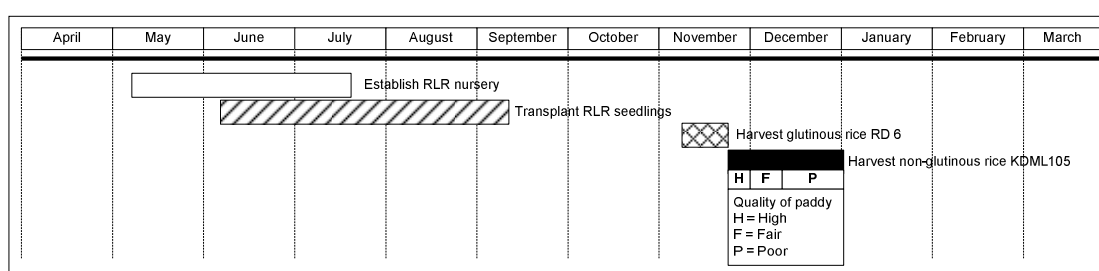 April May June July August September October November December January February March
Establish RLR nursery
Transplant RLR seedlings
Harvest glutinous rice RD 6
Harvest non-glutinous rice KDML105
H F P
Quality of paddy
H = High
F = Fair
P = Poor